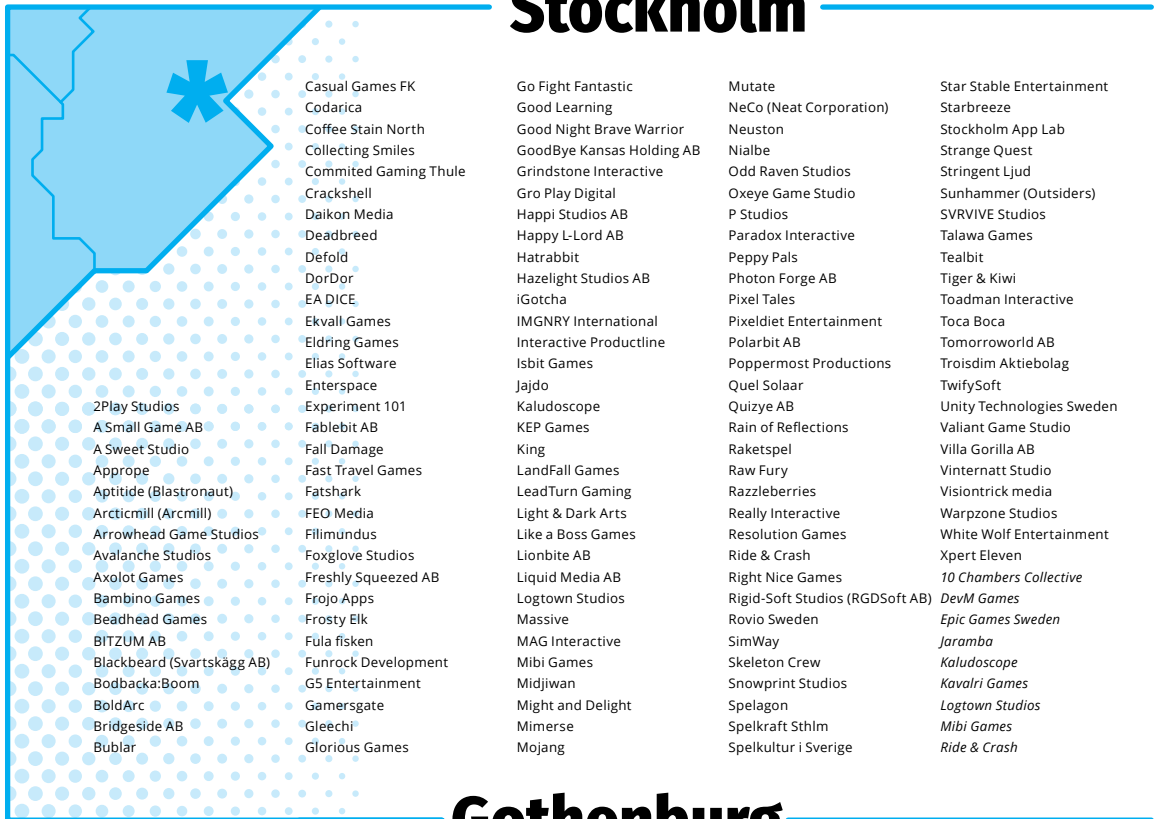 Stockholm
2Play Studios
A Small Game AB
A Sweet Studio
Apprope
Aptitide (Blastronaut)
Arcticmill (Arcmill)
Arrowhead Game Studios
Avalanche Studios
Axolot Games
Bambino Games
Beadhead Games
BITZUM AB
Blackbeard (Svartskägg AB)
Bodbacka:Boom
BoldArc
Bridgeside AB
Bublar
Casual Games FK
Codarica
Coffee Stain North
Collecting Smiles
Commited Gaming Thule
Crackshell
Daikon Media
Deadbreed
Defold
DorDor
EA DICE
Ekvall Games
Eldring Games
Elias Software
Enterspace
Experiment 101
Fablebit AB
Fall Damage
Fast Travel Games
Fatshark
FEO Media
Filimundus
Foxglove Studios
Freshly Squeezed AB
Frojo Apps
Frosty Elk
Fula fisken
Funrock Development
G5 Entertainment
Gamersgate
Gleechi
Glorious Games
Go Fight Fantastic
Good Learning
Good Night Brave Warrior
GoodBye Kansas Holding AB
Grindstone Interactive
Gro Play Digital
Happi Studios AB
Happy L-Lord AB
Hatrabbit
Hazelight Studios AB
iGotcha
IMGNRY International
Interactive Productline
Isbit Games
Jajdo
Kaludoscope
KEP Games
King
LandFall Games
LeadTurn Gaming
Light & Dark Arts
Like a Boss Games
Lionbite AB
Liquid Media AB
Logtown Studios
Massive
MAG Interactive
Mibi Games
Midjiwan
Might and Delight
Mimerse
Mojang
Mutate
NeCo (Neat Corporation)
Neuston
Nialbe
Odd Raven Studios
Oxeye Game Studio
P Studios
Paradox Interactive
Peppy Pals
Photon Forge AB
Pixel Tales
Pixeldiet Entertainment
Polarbit AB
Poppermost Productions
Quel Solaar
Quizye AB
Rain of Reflections
Raketspel
Raw Fury
Razzleberries
Really Interactive
Resolution Games
Ride & Crash
Right Nice Games
Rigid-Soft Studios (RGDSoft AB)
Rovio Sweden
SimWay
Skeleton Crew
Snowprint Studios
Spelagon
Spelkraft Sthlm
Spelkultur i Sverige
Star Stable Entertainment
Starbreeze
Stockholm App Lab
Strange Quest
Stringent Ljud
Sunhammer (Outsiders)
SVRVIVE Studios
Talawa Games
Tealbit
Tiger & Kiwi
Toadman Interactive
Toca Boca
Tomorroworld AB
Troisdim Aktiebolag
TwifySoft
Unity Technologies Sweden
Valiant Game Studio
Villa Gorilla AB
Vinternatt Studio
Visiontrick media
Warpzone Studios
White Wolf Entertainment
Xpert Eleven
10 Chambers Collective
DevM Games
Epic Games Sweden
Jaramba
Kaludoscope
Kavalri Games
Logtown Studios
Mibi Games
Ride & Crash
Gothenburg